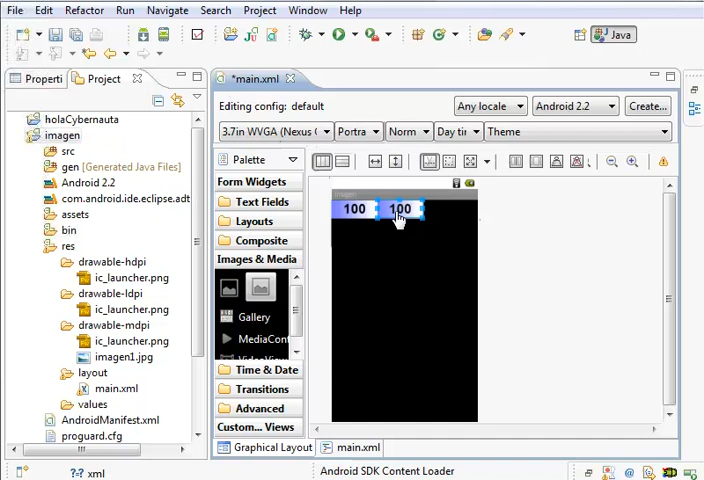 File Edit Refactor Run Navigate Search Project Window Help
Java
Properti Project
*main.xml
holaCybernauta
imagen
src
gen [Generated Java Files]
Android 2.2
com.android.ide.eclipse.adt
assets
bin
res
drawable-hdpi
ic_launcher.png
drawable-ldpi
ic_launcher.png
drawable-mdpi
ic_launcher.png
imagen1.jpg
layout
main.xml
values
AndroidManifest.xml
proguard.cfg
Editing config: default
Any locale Android 2.2 Create...
3.7in WVGA (Nexus Portra Norm Day tir Theme
Palette
Form Widgets
Text Fields
Layouts
Composite
Images & Media
Gallery
MediaCont
VideoView
Time & Date
Transitions
Advanced
Custom... Views
Imagen
100 100
Graphical Layout main.xml
xml
Android SDK Content Loader